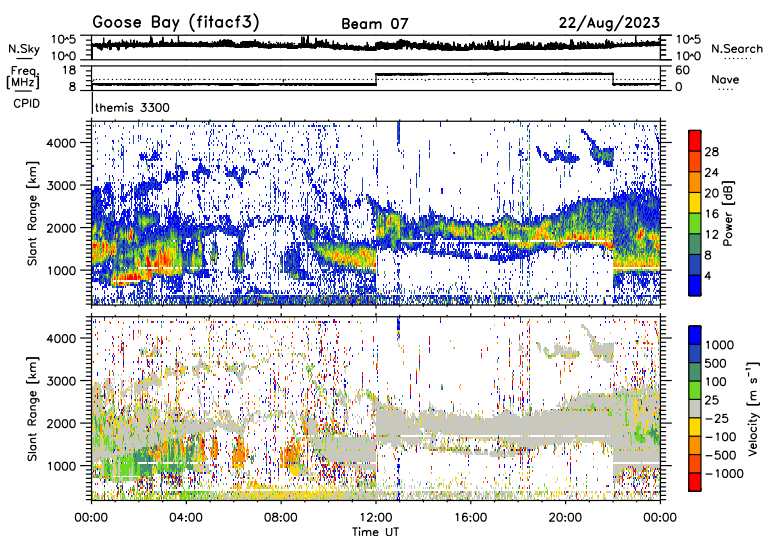 Goose Bay (fitacf3) Beam 07 22/Aug/2023
N.Sky 10^5 10^0 10^5 10^0 N.Search
Freq. [MHz] 18 8 60 0 Nave
CPID themis 3300
Slant Range [km] 4000 3000 2000 1000
Power [dB] 28 24 20 16 12 8 4
Slant Range [km] 4000 3000 2000 1000
Velocity [m s⁻¹] 1000 500 100 25 −25 −100 −500 −1000
00:00 04:00 08:00 12:00 16:00 20:00 00:00
Time UT